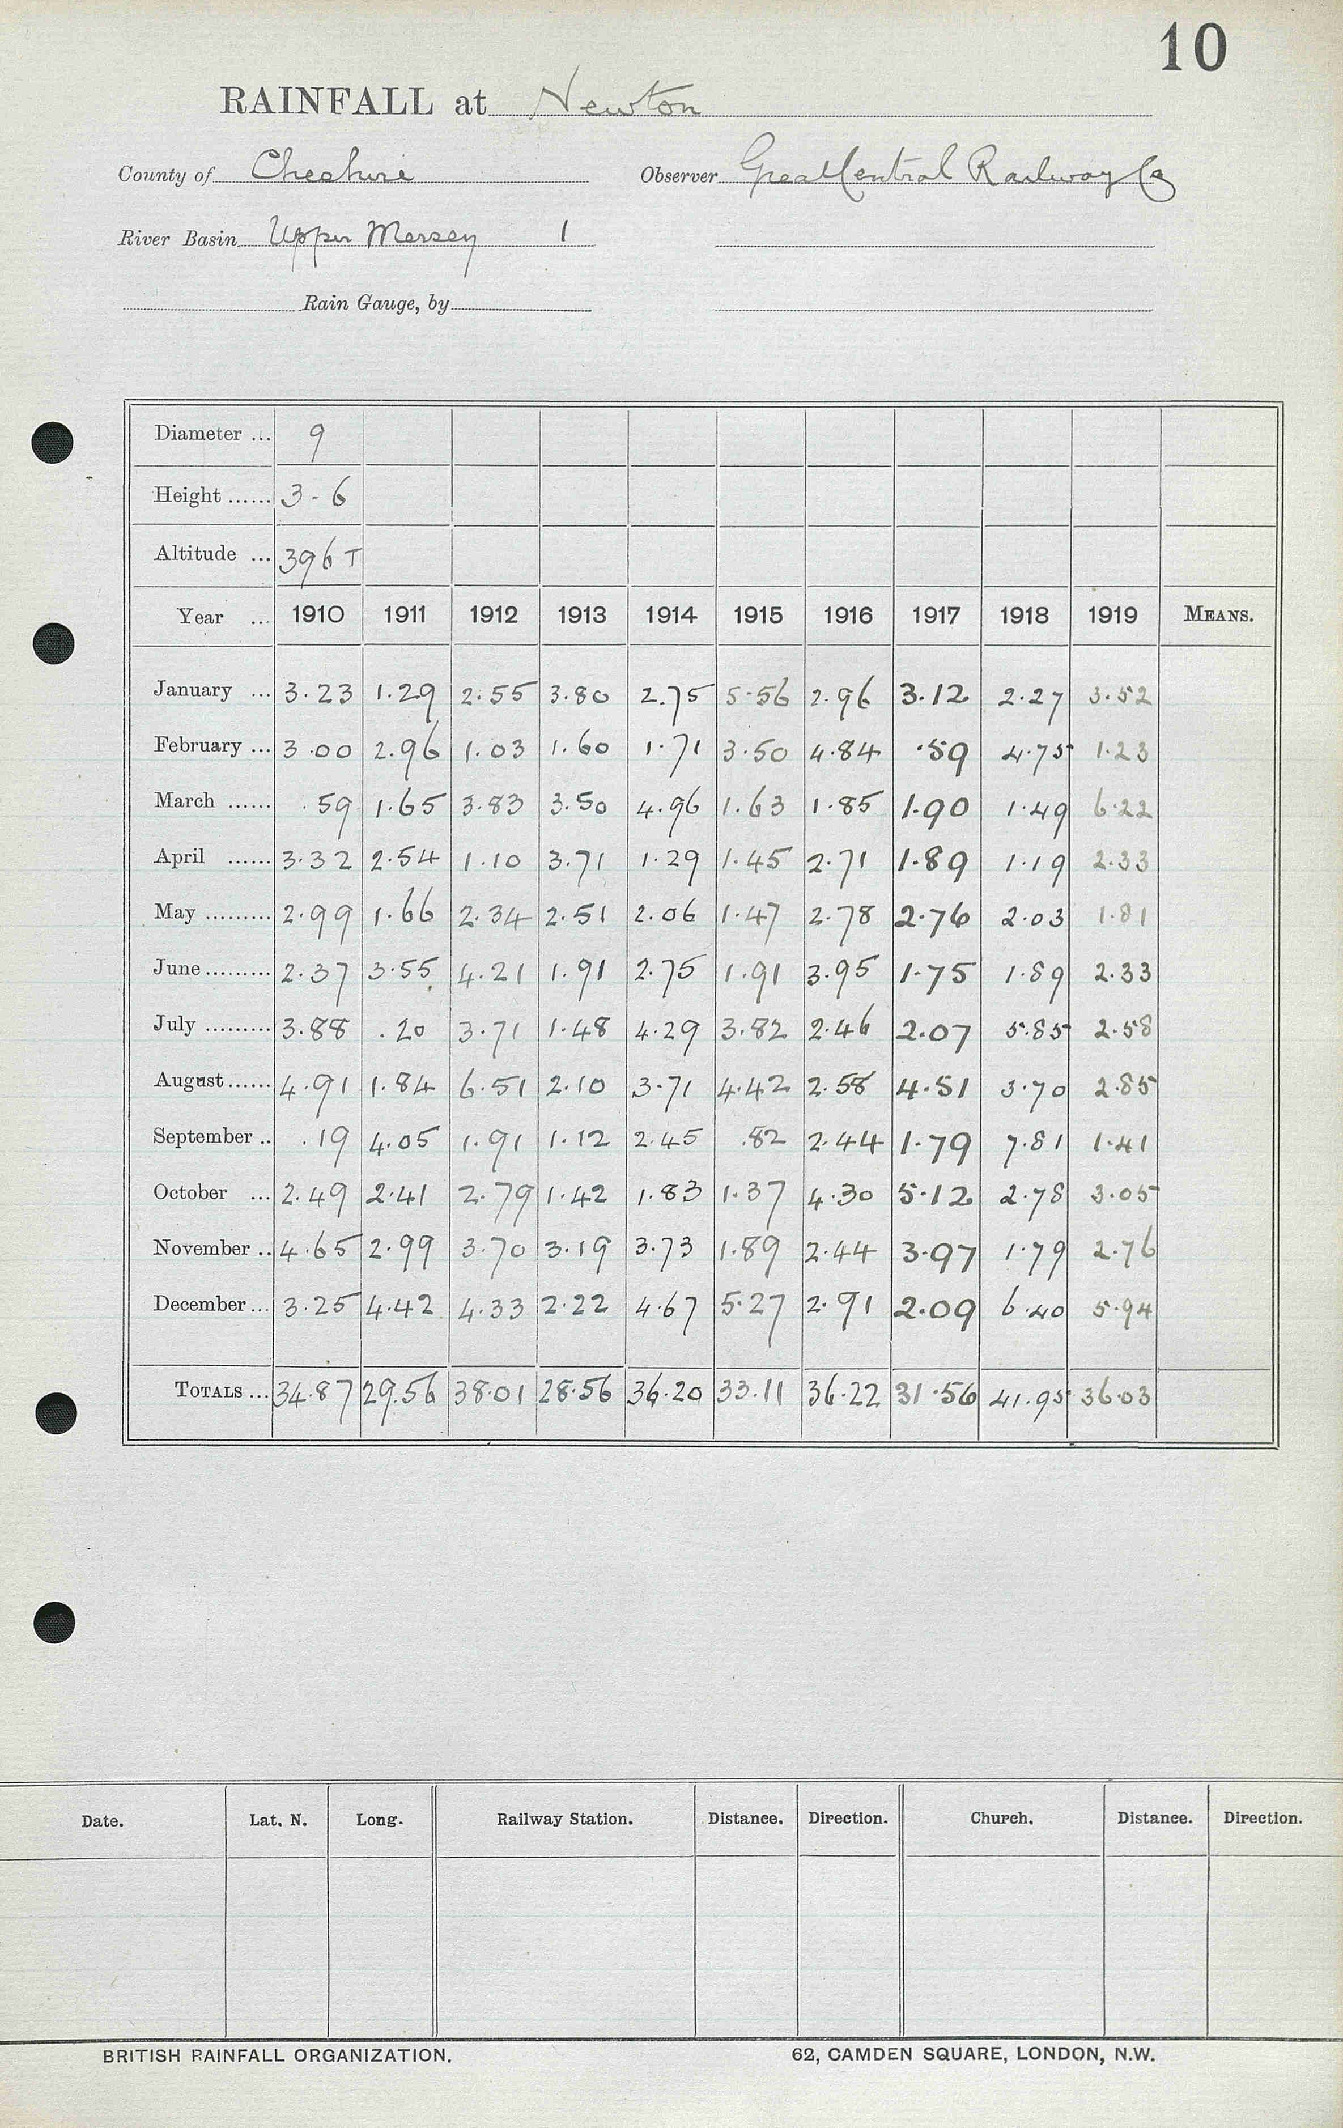 10
RAINFALL at Newton
County of Cheshire Observer Great Central Railway Co
River Basin Upper Mersey 1
Rain Gauge, by
Diameter ... 9
Height ...... 3-6
Altitude ... 396 T
Year ... 1910 1911 1912 1913 1914 1915 1916 1917 1918 1919 MEANS.
January ... 3.23 1.29 2.55 3.80 2.75 5.56 2.96 3.12 2.27 3.52
February ... 3.00 2.96 1.03 1.60 1.71 3.50 4.84 .59 4.75 1.23
March ...... .59 1.65 3.83 3.50 4.96 1.63 1.85 1.90 1.49 6.22
April ...... 3.32 2.54 1.10 3.71 1.29 1.45 2.71 1.89 1.19 2.33
May ......... 2.99 1.66 2.34 2.51 2.06 1.47 2.78 2.76 2.03 1.81
June ......... 2.37 3.55 4.21 1.91 2.75 1.91 3.95 1.75 1.89 2.33
July ......... 3.88 .20 3.71 1.48 4.29 3.82 2.46 2.07 5.85 2.58
August ...... 4.91 1.84 6.51 2.10 3.71 4.42 2.58 4.51 3.70 2.85
September .. .19 4.05 1.91 1.12 2.45 .82 2.44 1.79 7.81 1.41
October ... 2.49 2.41 2.79 1.42 1.83 1.37 4.30 5.12 2.78 3.05
November .. 4.65 2.99 3.70 3.19 3.73 1.89 2.44 3.97 1.79 2.76
December ... 3.25 4.42 4.33 2.22 4.67 5.27 2.91 2.09 6.40 5.94
TOTALS ... 34.87 29.56 38.01 28.56 36.20 33.11 36.22 31.56 41.95 36.03
Date. Lat. N. Long. Railway Station. Distance. Direction. Church. Distance. Direction.
BRITISH RAINFALL ORGANIZATION. 62, CAMDEN SQUARE, LONDON, N.W.